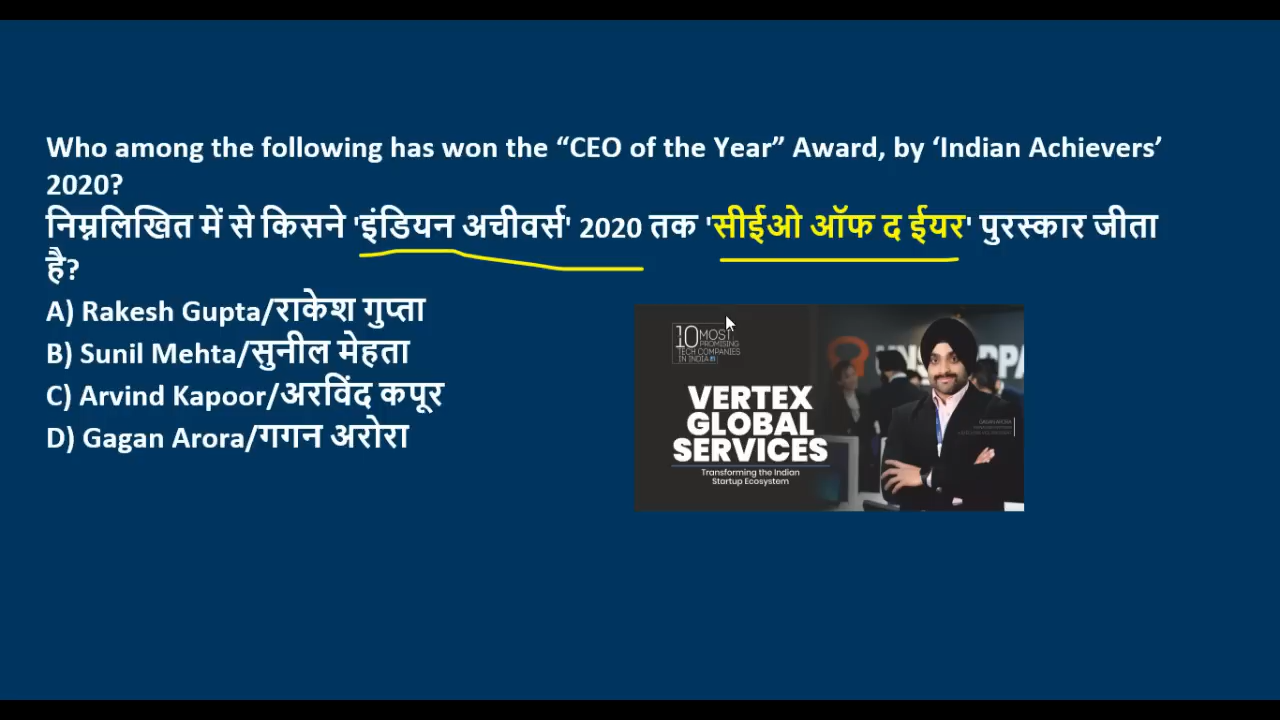 Who among the following has won the “CEO of the Year” Award, by ‘Indian Achievers’
2020?
निम्नलिखित में से किसने 'इंडियन अचीवर्स' 2020 तक 'सीईओ ऑफ द ईयर' पुरस्कार जीता
है?
A) Rakesh Gupta/राकेश गुप्ता
B) Sunil Mehta/सुनील मेहता
C) Arvind Kapoor/अरविंद कपूर
D) Gagan Arora/गगन अरोरा
10 MOST
PROMISING
TECH COMPANIES
IN INDIA
VERTEX
GLOBAL
SERVICES
Transforming the Indian
Startup Ecosystem
GAGAN ARORA